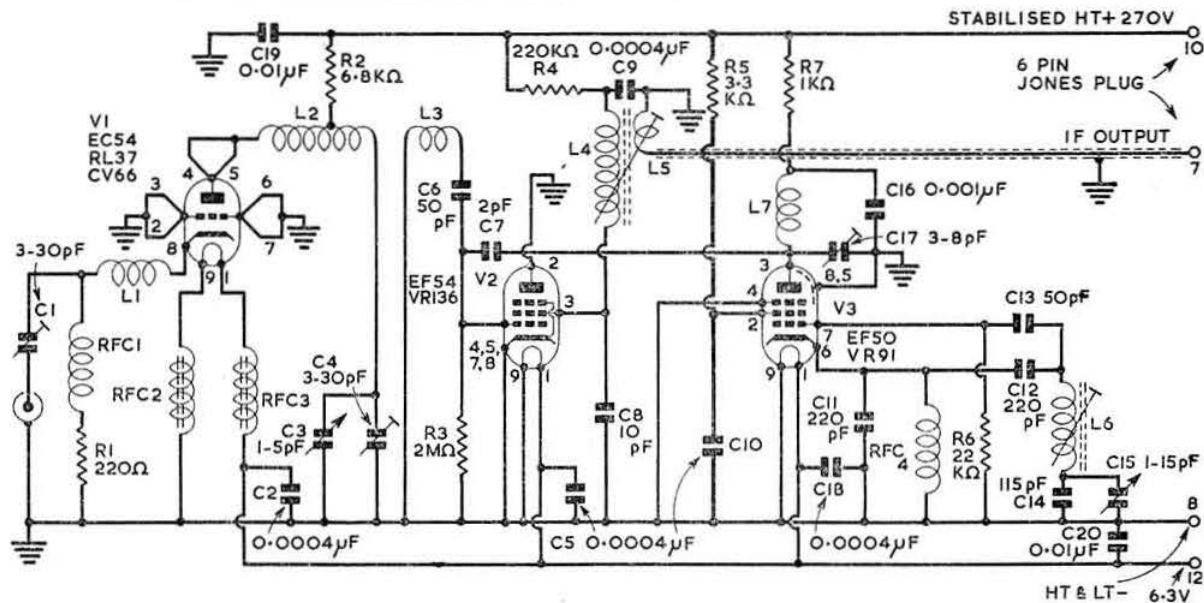 STABILISED HT+ 270V
10
C19
0·01µF
R2
6·8KΩ
220KΩ
R4
0·0004µF
C9
R5
3·3
KΩ
R7
1KΩ
6 PIN
JONES PLUG
V1
EC54
RL37
CV66
L2
L3
L4
L5
IF OUTPUT
7
4
5
3
2
6
7
8
9
1
C6
50
pF
2pF
C7
L7
C16 0·001µF
C17 3-8pF
3-30pF
C1
L1
EF54
VR136
V2
2
3
4,5,
7,8
9
1
3
8,5
4
2
V3
7
6
EF50
VR91
9
1
C13 50pF
C12
220
pF
RFC1
RFC2
RFC3
C4
3-30pF
C3
1-5pF
R3
2MΩ
C8
10
pF
C10
C11
220
pF
RFC
4
R6
22
KΩ
L6
R1
220Ω
C2
0·0004µF
C5
0·0004µF
C18
0·0004µF
115pF
C14
C15 1-15pF
8
C20
0·01µF
12
HT & LT-
6·3V